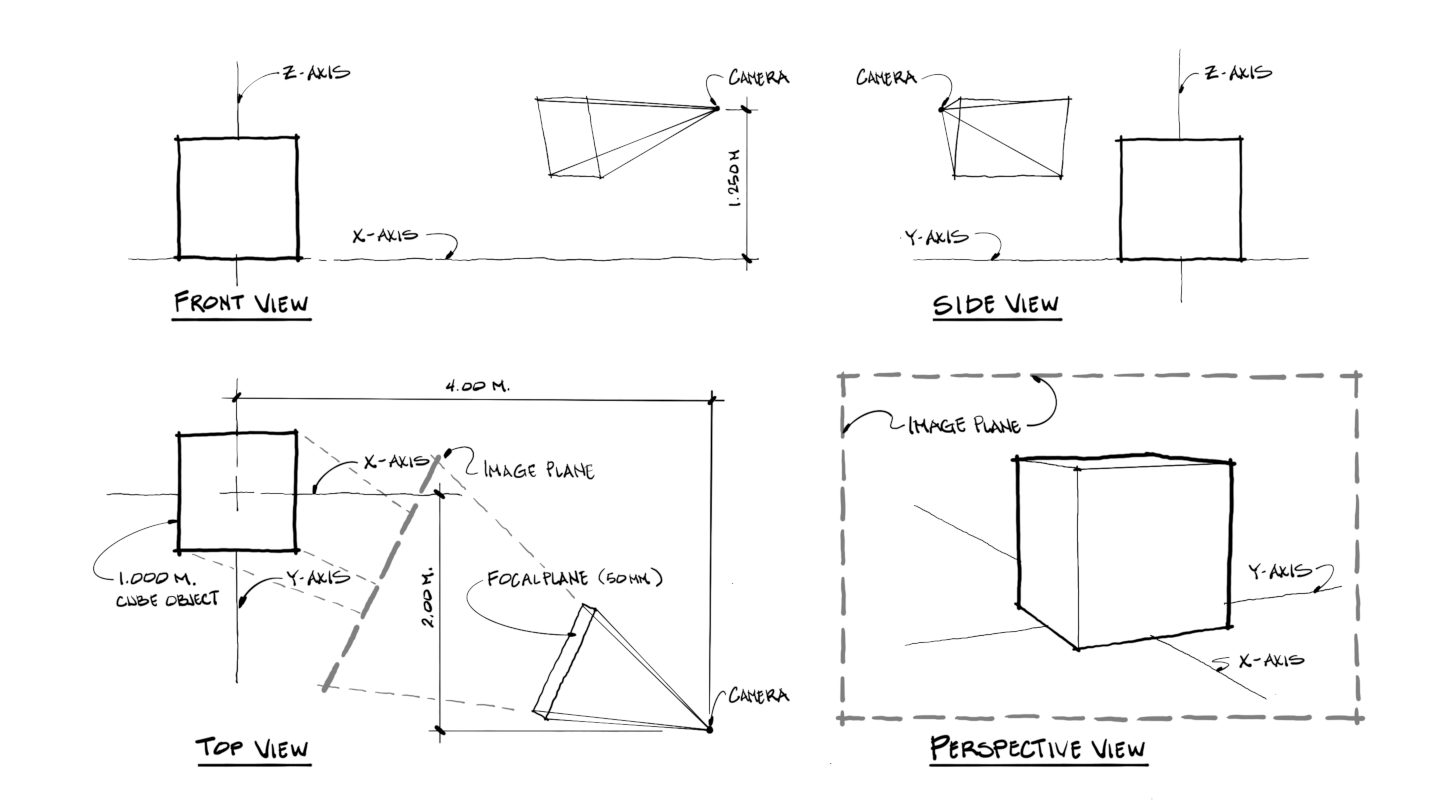 Z-AXIS
CAMERA
1.250 M
X-AXIS
FRONT VIEW
CAMERA
Z-AXIS
Y-AXIS
SIDE VIEW
4.00 M.
X-AXIS
IMAGE PLANE
1.000 M.
CUBE OBJECT
Y-AXIS
2.00 M.
FOCALPLANE (50MM.)
CAMERA
TOP VIEW
IMAGE PLANE
Y-AXIS
X-AXIS
PERSPECTIVE VIEW